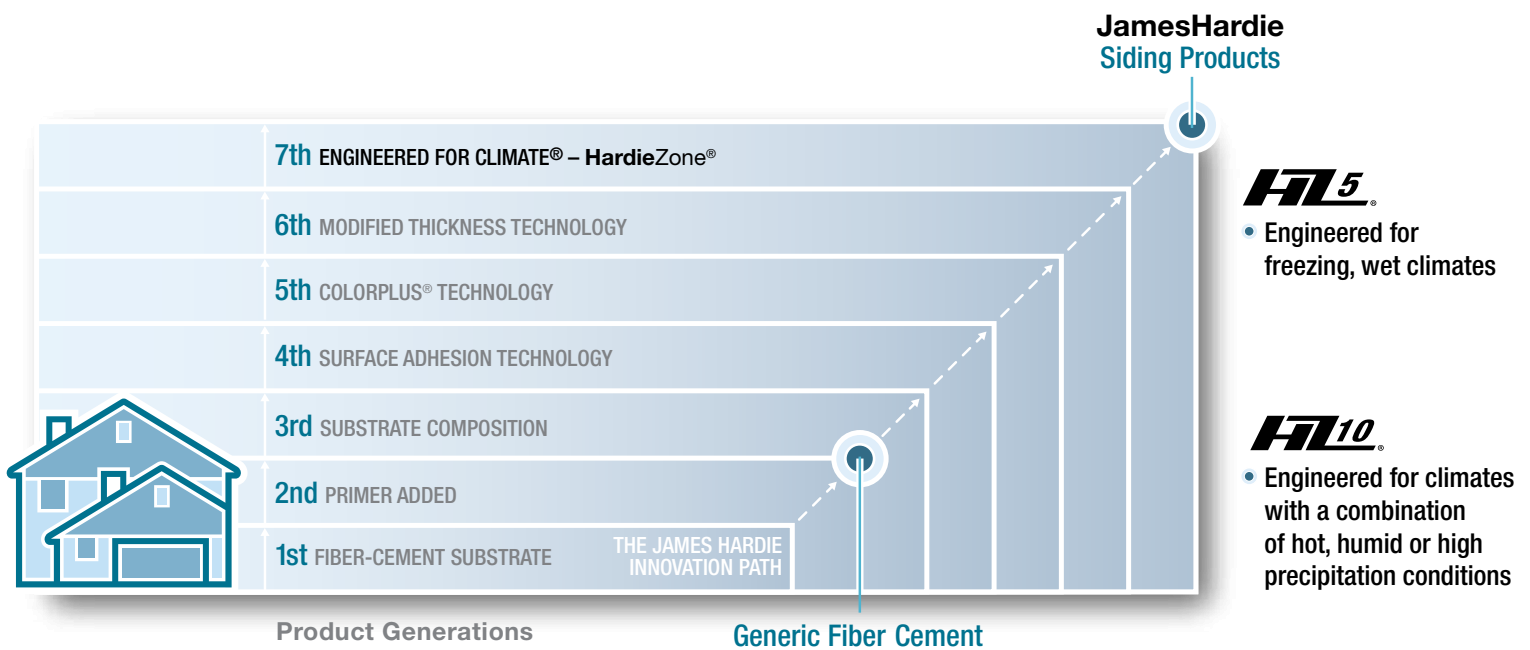 JamesHardie
Siding Products
7th ENGINEERED FOR CLIMATE® – HardieZone®
6th MODIFIED THICKNESS TECHNOLOGY
5th COLORPLUS® TECHNOLOGY
4th SURFACE ADHESION TECHNOLOGY
3rd SUBSTRATE COMPOSITION
2nd PRIMER ADDED
1st FIBER-CEMENT SUBSTRATE
THE JAMES HARDIE
INNOVATION PATH
Product Generations
Generic Fiber Cement
HZ5®
• Engineered for
freezing, wet climates
HZ10®
• Engineered for climates
with a combination
of hot, humid or high
precipitation conditions